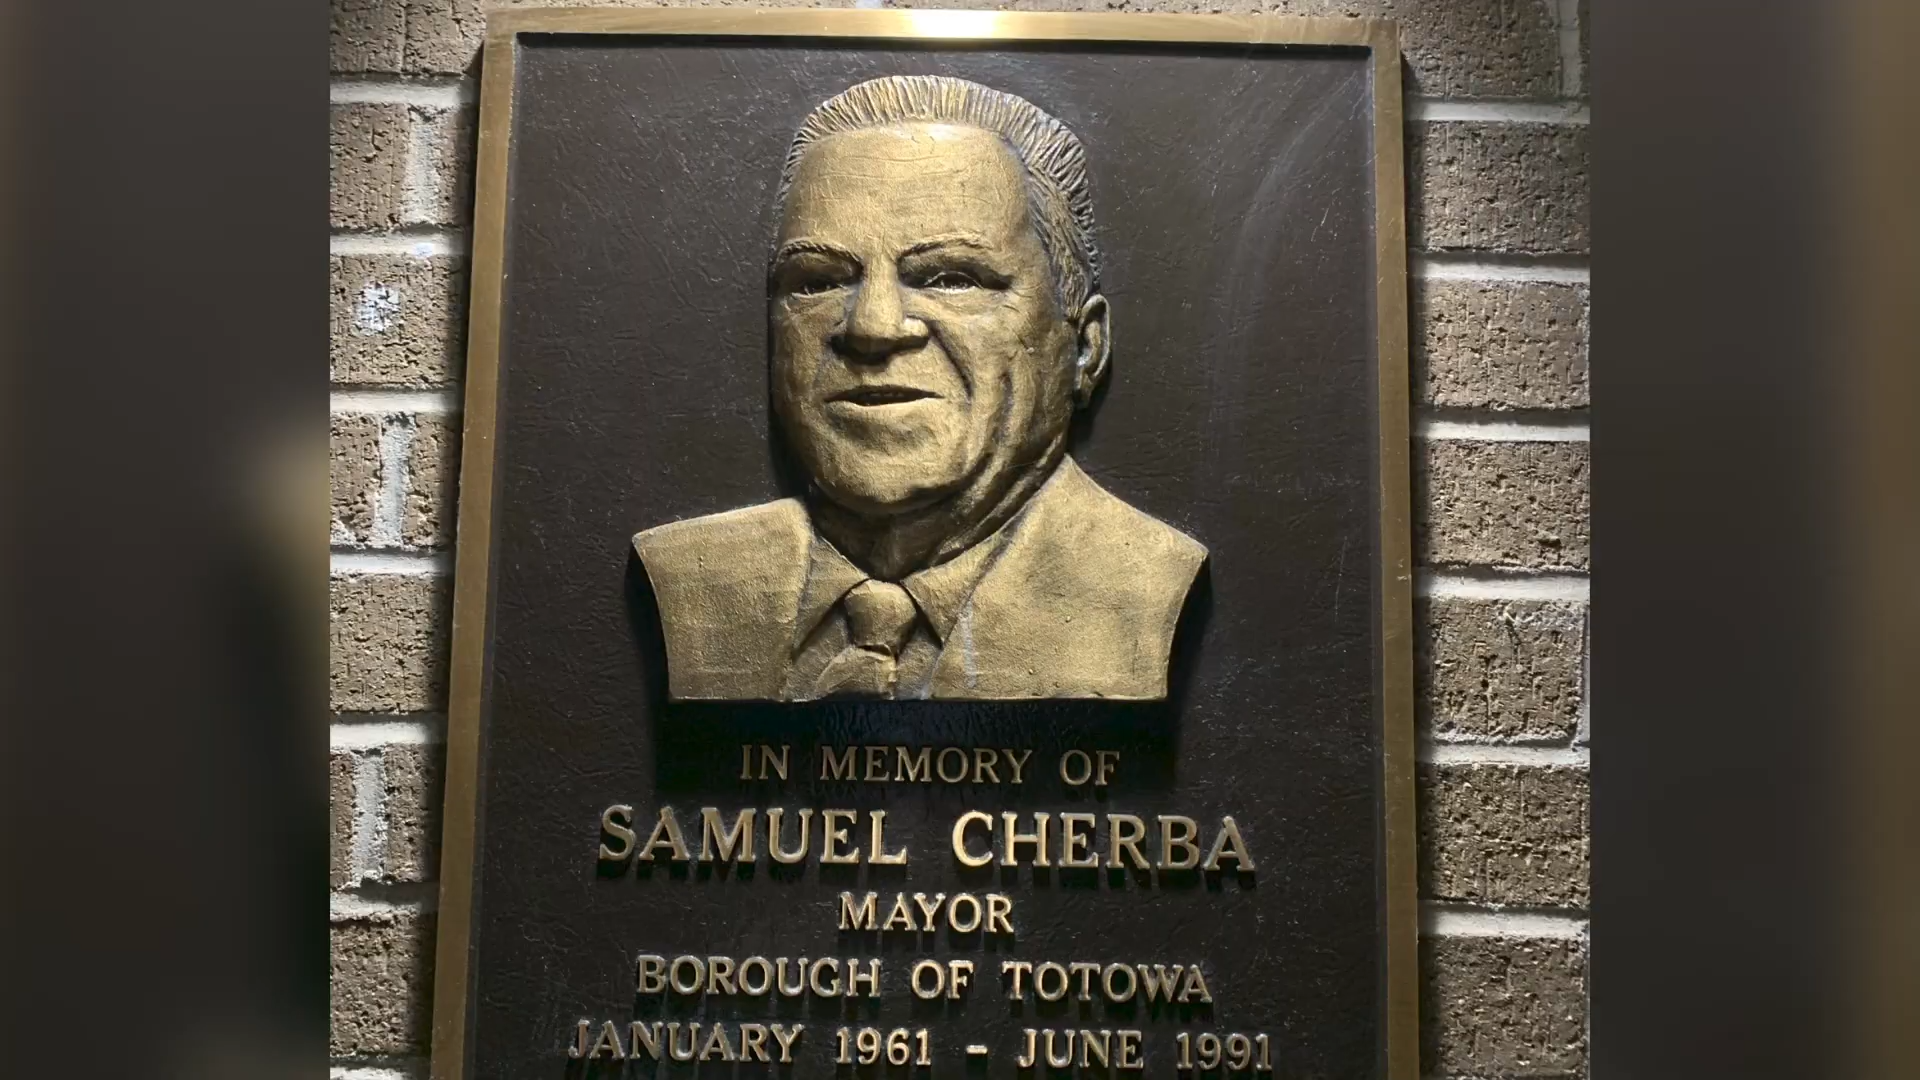 IN MEMORY OF
SAMUEL CHERBA
MAYOR
BOROUGH OF TOTOWA
JANUARY 1961 - JUNE 1991